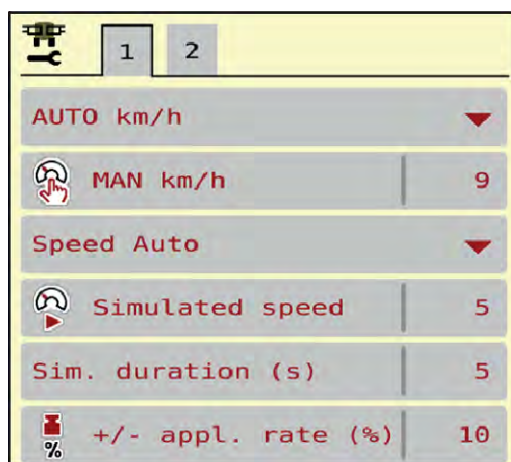 1 2
AUTO km/h
MAN km/h 9
Speed Auto
Simulated speed 5
Sim. duration (s) 5
% +/- appl. rate (%) 10